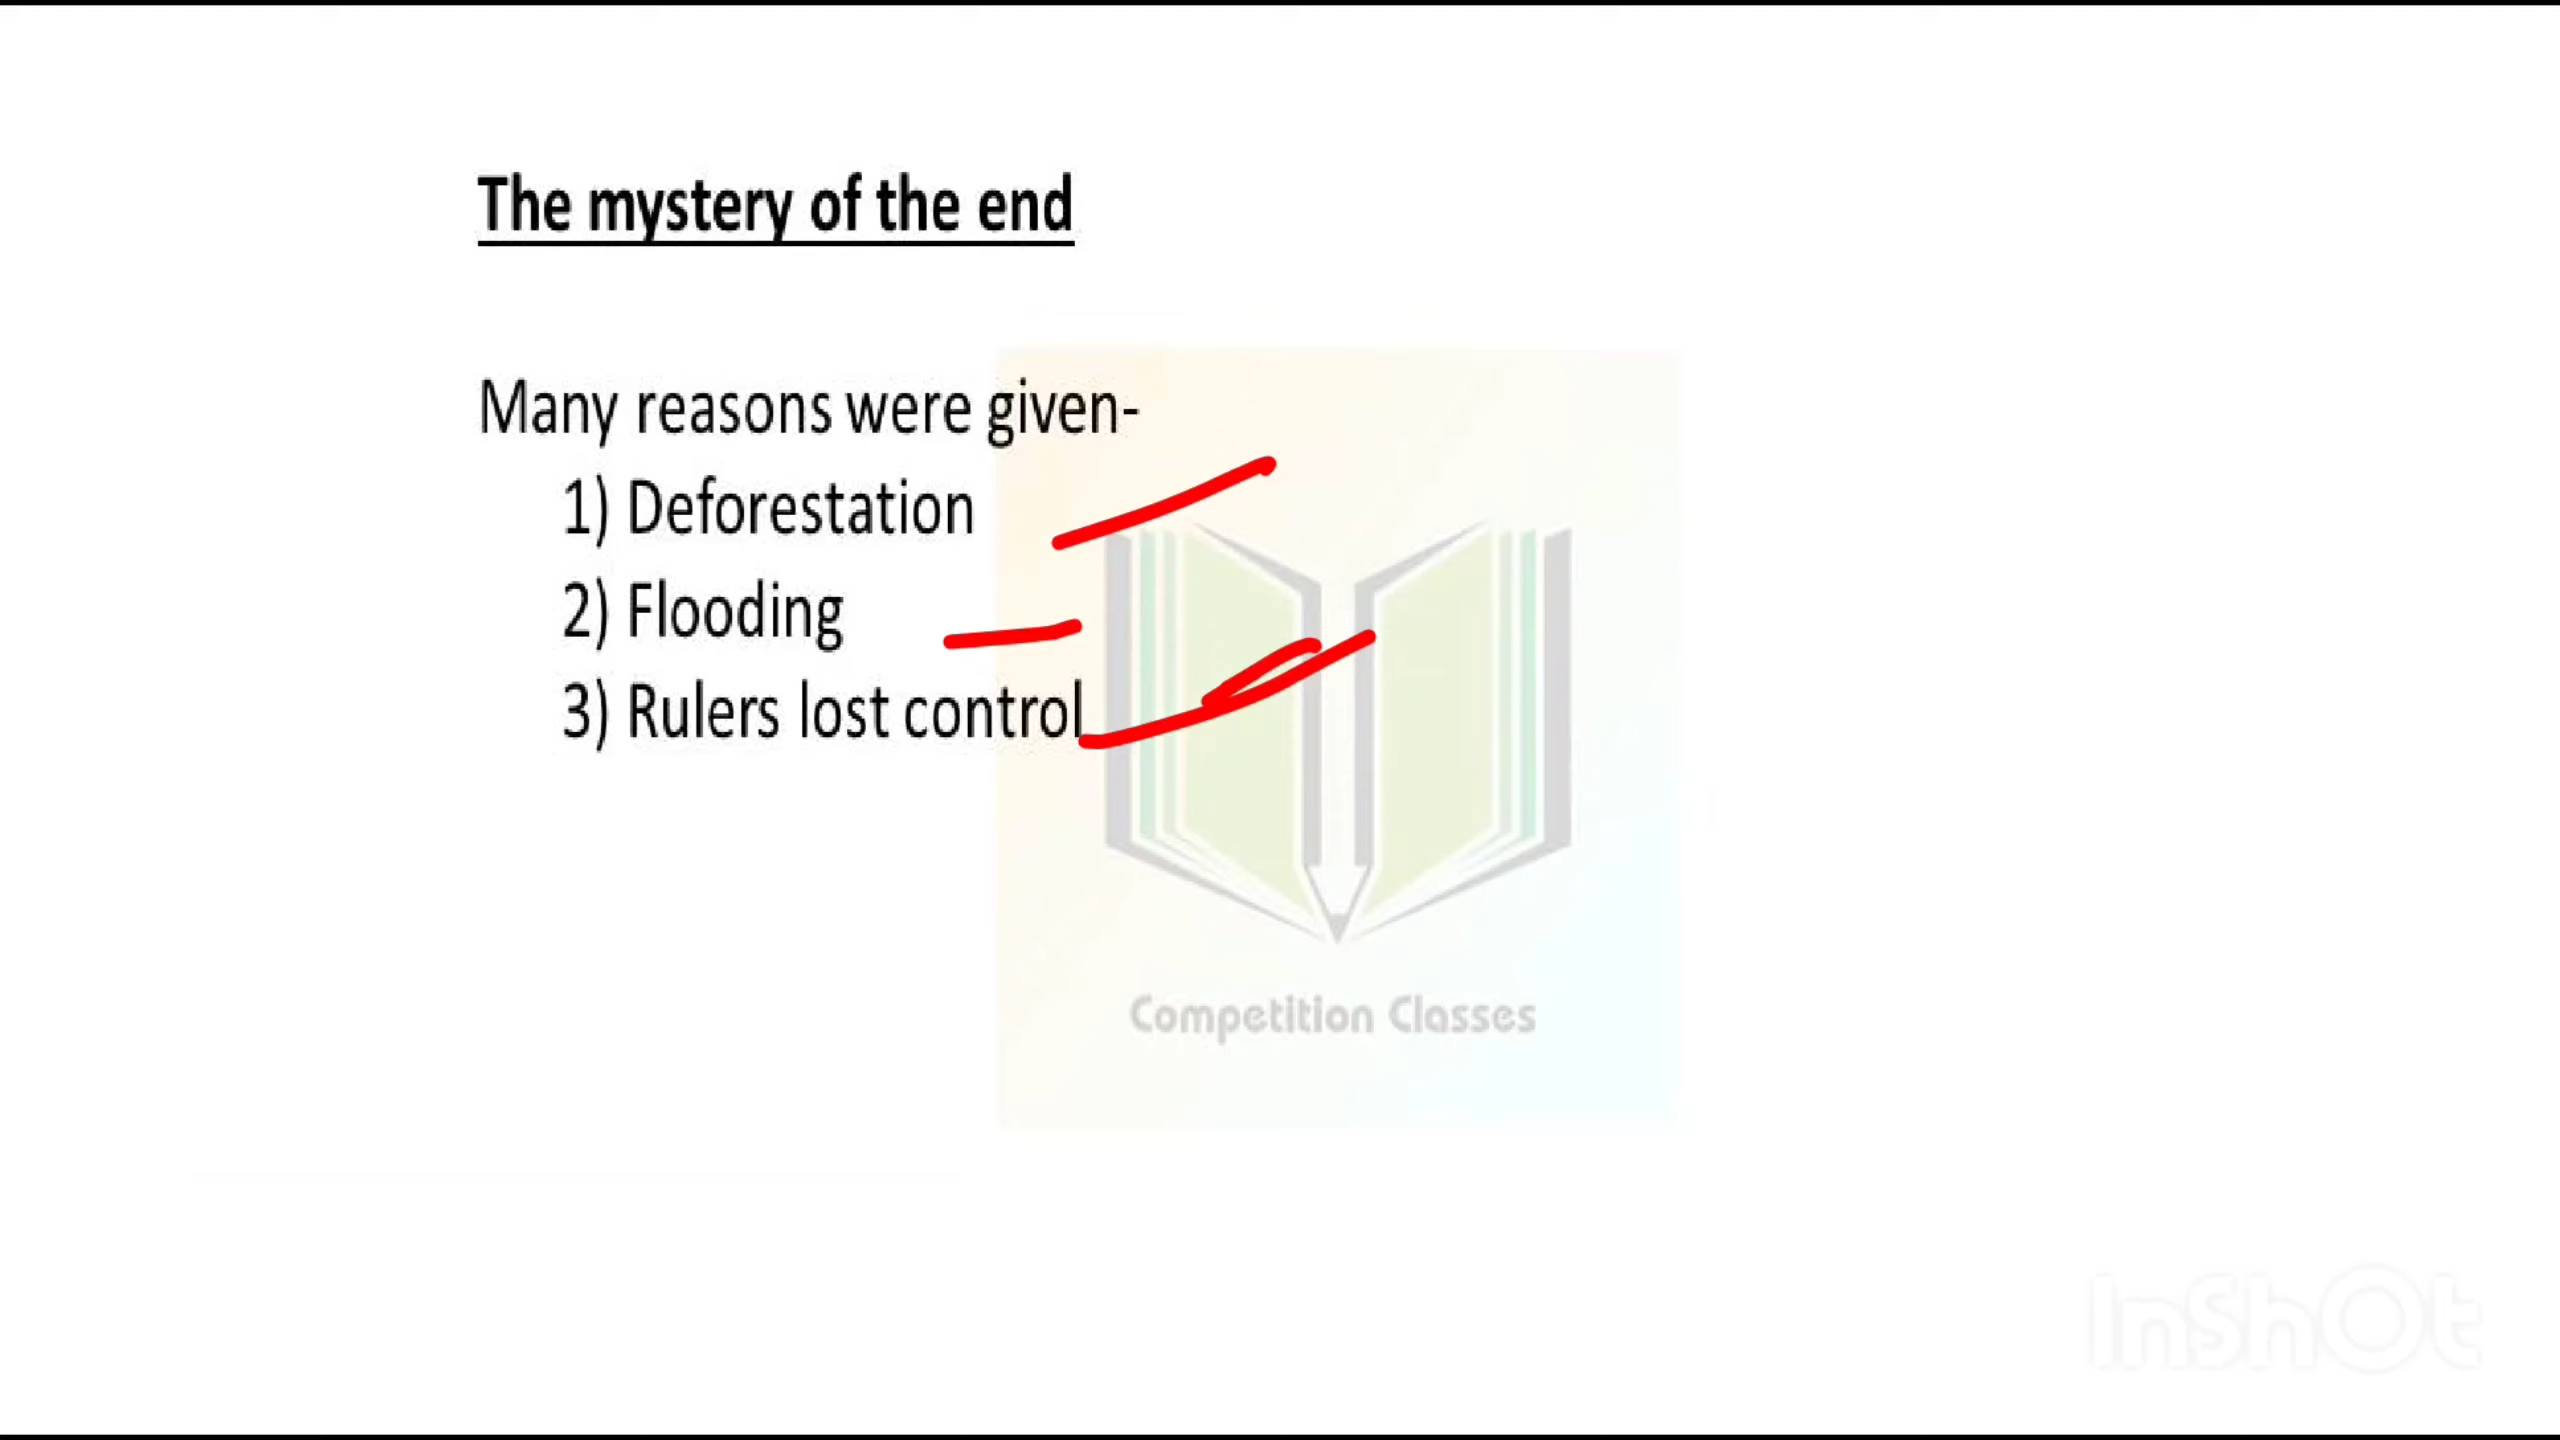 The mystery of the end
Many reasons were given-
1) Deforestation
2) Flooding
3) Rulers lost control
Competition Classes
InShOt